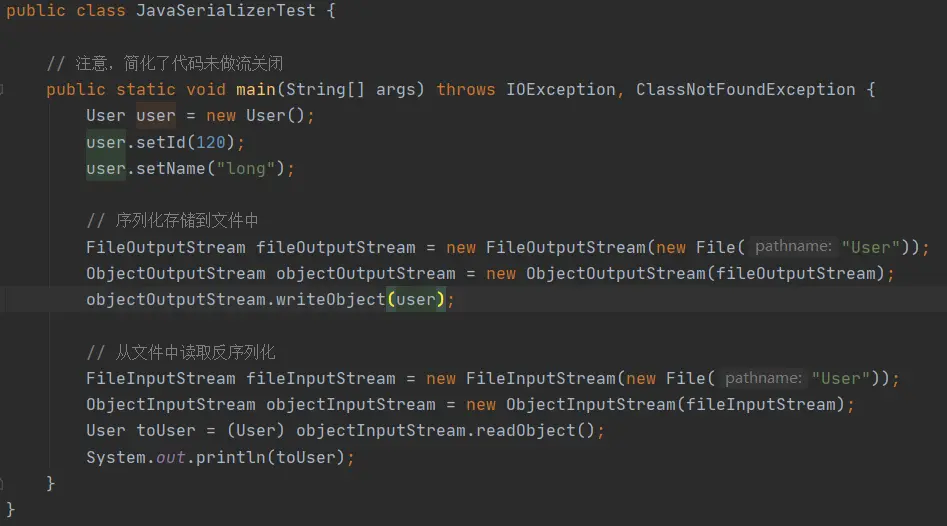 public class JavaSerializerTest {
// 注意，简化了代码未做流关闭
public static void main(String[] args) throws IOException, ClassNotFoundException {
User user = new User();
user.setId(120);
user.setName("long");
// 序列化存储到文件中
FileOutputStream fileOutputStream = new FileOutputStream(new File( pathname: "User"));
ObjectOutputStream objectOutputStream = new ObjectOutputStream(fileOutputStream);
objectOutputStream.writeObject(user);
// 从文件中读取反序列化
FileInputStream fileInputStream = new FileInputStream(new File( pathname: "User"));
ObjectInputStream objectInputStream = new ObjectInputStream(fileInputStream);
User toUser = (User) objectInputStream.readObject();
System.out.println(toUser);
}
}